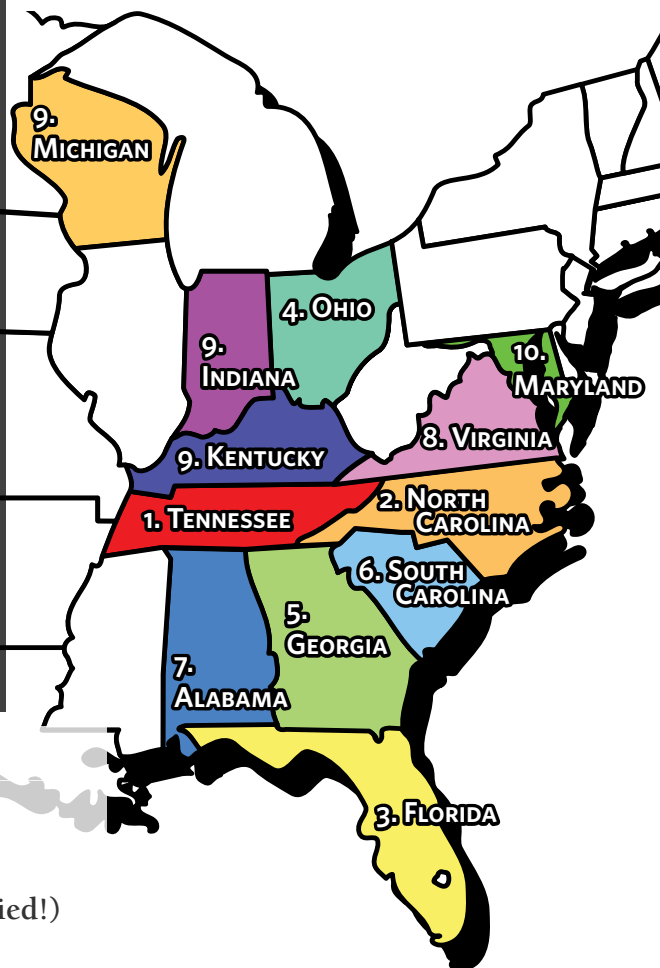 9.
Michigan
4. Ohio
9.
Indiana
10.
Maryland
8. Virginia
9. Kentucky
2. North
Carolina
1. Tennessee
6. South
Carolina
5.
Georgia
7.
Alabama
3. Florida
ied!)